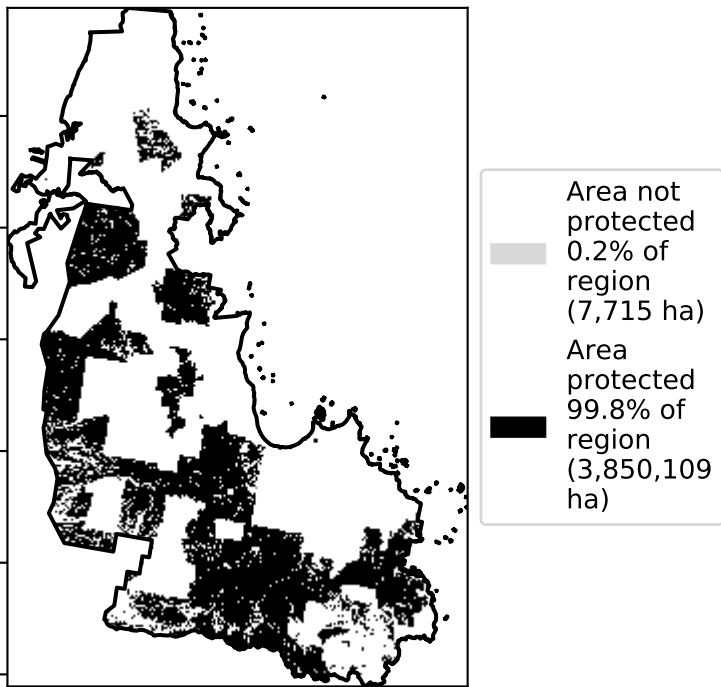 Area not
protected
0.2% of
region
(7,715 ha)
Area
protected
99.8% of
region
(3,850,109
ha)